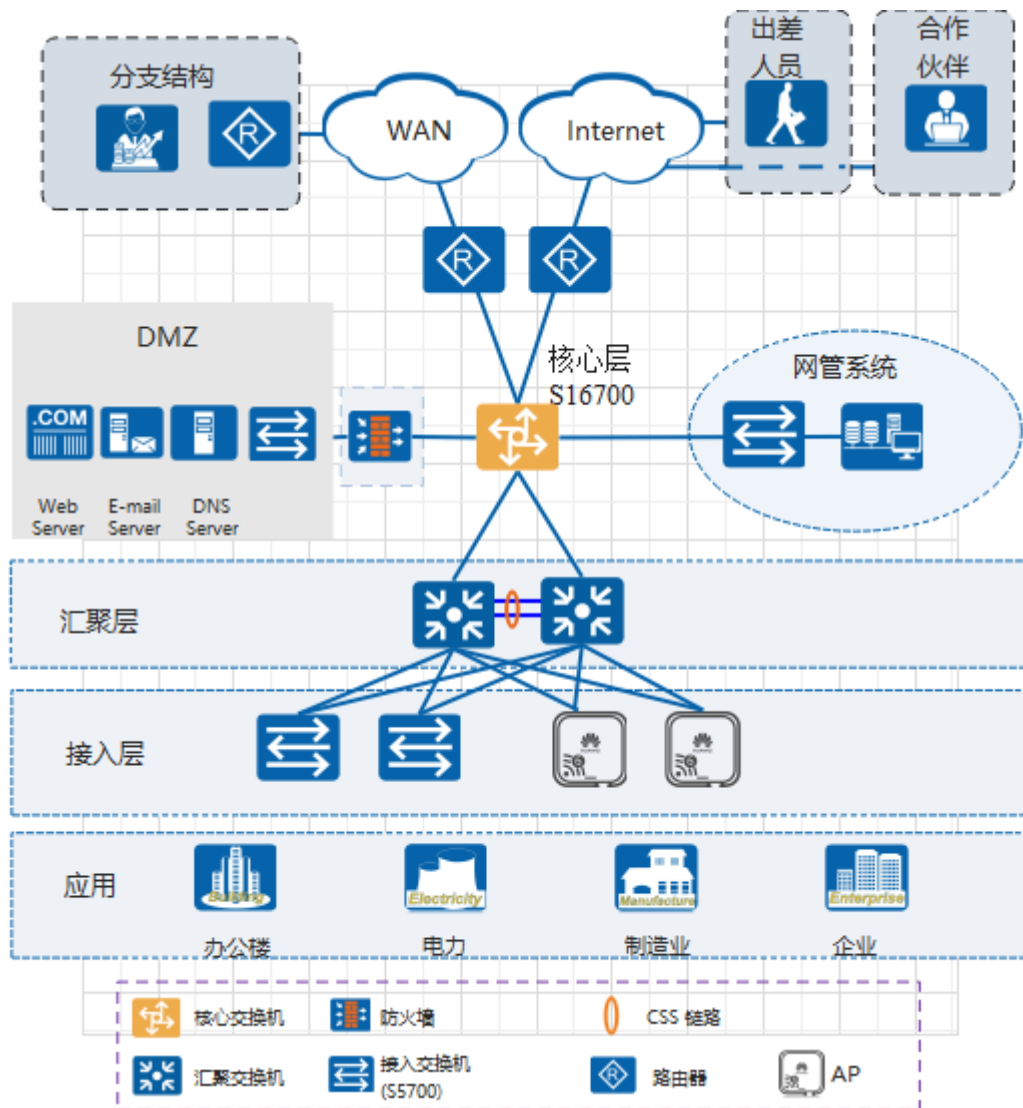 分支结构
WAN
Internet
出差
人员
合作
伙伴
R
R
R
DMZ
核心层
S16700
网管系统
.COM
Web
Server
E-mail
Server
DNS
Server
汇聚层
接入层
HUAWEI
HUAWEI
应用
Building
Electricity
Manufacture
Enterprise
办公楼
电力
制造业
企业
核心交换机
防火墙
CSS 链路
汇聚交换机
接入交换机
(S5700)
R
路由器
AP